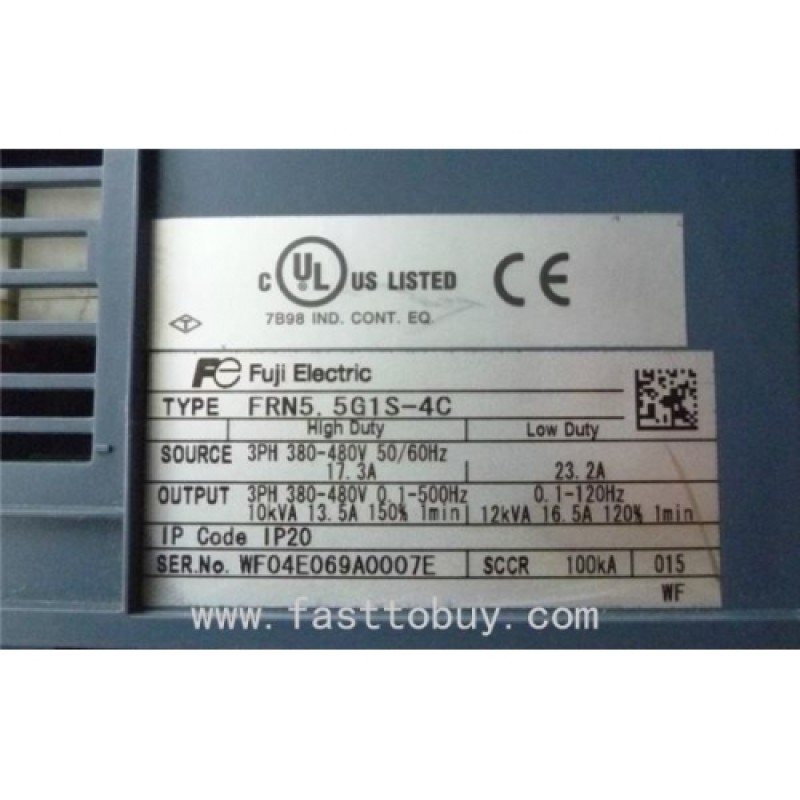 C UL US LISTED CE
7B98 IND. CONT. EQ.
T
Fe Fuji Electric
TYPE FRN5.5G1S-4C
High Duty Low Duty
SOURCE 3PH 380-480V 50/60Hz
17.3A 23.2A
OUTPUT 3PH 380-480V 0.1-500Hz 0.1-120Hz
10kVA 13.5A 150% 1min 12kVA 16.5A 120% 1min
IP Code IP20
SER.No. WF04E069A0007E SCCR 100kA 015
WF
www.fasttobuy.com